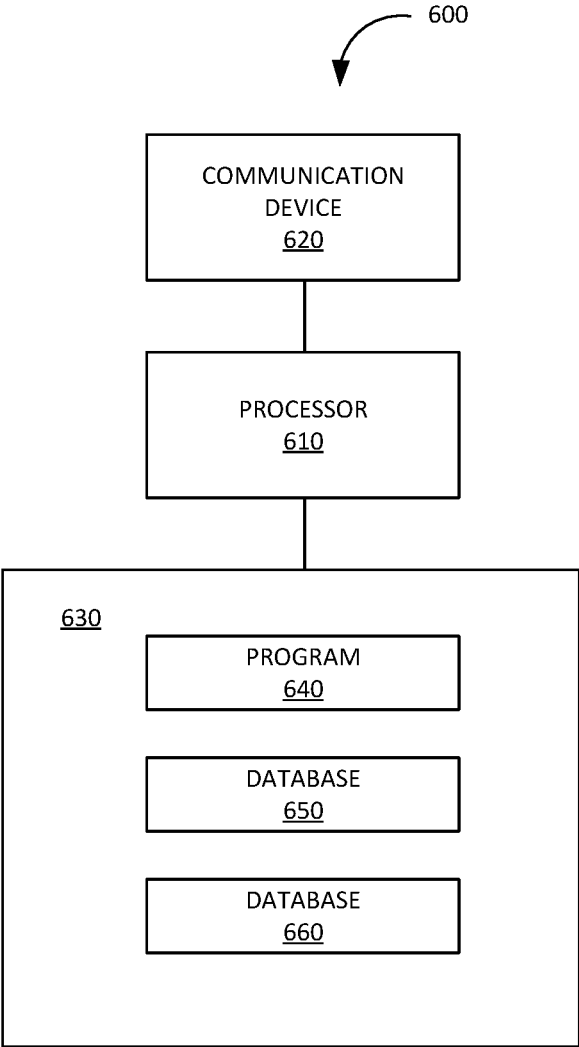 600
COMMUNICATION
DEVICE
620
PROCESSOR
610
630
PROGRAM
640
DATABASE
650
DATABASE
660